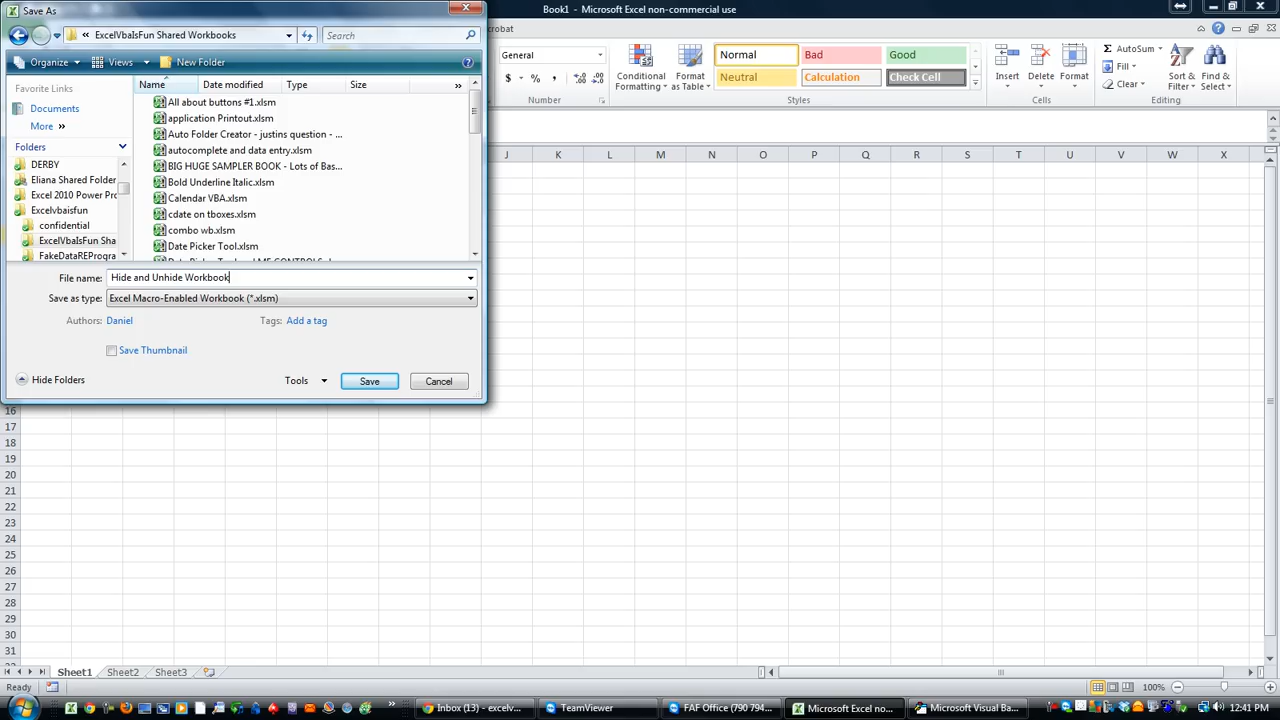 Save As
Book1 - Microsoft Excel non-commercial use
« ExcelVbaIsFun Shared Workbooks
Search
Organize Views New Folder
Favorite Links
Documents
More »
Folders
DERBY
Eliana Shared Folder
Excel 2010 Power Pro
Excelvbaisfun
confidential
ExcelVbaIsFun Sha
FakeDataREProgra
Name Date modified Type Size »
All about buttons #1.xlsm
application Printout.xlsm
Auto Folder Creator - justins question - ...
autocomplete and data entry.xlsm
BIG HUGE SAMPLER BOOK - Lots of Bas...
Bold Underline Italic.xlsm
Calendar VBA.xlsm
cdate on tboxes.xlsm
combo wb.xlsm
Date Picker Tool.xlsm
File name: Hide and Unhide Workbook
Save as type: Excel Macro-Enabled Workbook (*.xlsm)
Authors: Daniel Tags: Add a tag
Save Thumbnail
Hide Folders Tools Save Cancel
crobat
General
$ % ,
Number
Conditional Formatting
Format as Table
Normal Bad Good
Neutral Calculation Check Cell
Styles
Insert Delete Format
Cells
Σ AutoSum
Fill
Clear
Sort & Filter
Find & Select
Editing
J K L M N O P Q R S T U V W X
16
17
18
19
20
21
22
23
24
25
26
27
28
29
30
31
Sheet1 Sheet2 Sheet3
Ready 100%
Inbox (13) - excelv... TeamViewer FAF Office (790 794... Microsoft Excel no... Microsoft Visual Ba... 12:41 PM